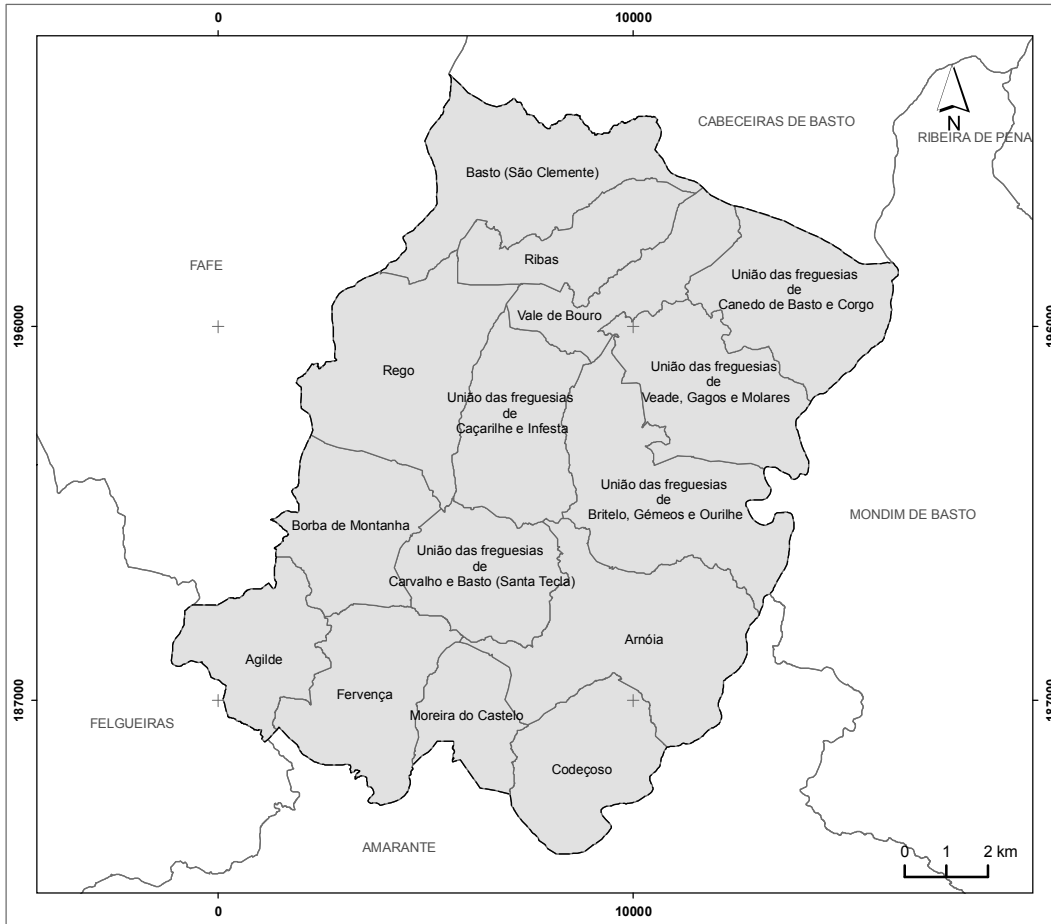 0
10000
CABECEIRAS DE BASTO
N
RIBEIRA DE PENA
Basto (São Clemente)
FAFE
Ribas
União das freguesias
de
Canedo de Basto e Corgo
196000
Vale de Bouro
196000
Rego
União das freguesias
de
Veade, Gagos e Molares
União das freguesias
de
Caçarilhe e Infesta
União das freguesias
de
Britelo, Gémeos e Ourilhe
MONDIM DE BASTO
Borba de Montanha
União das freguesias
de
Carvalho e Basto (Santa Tecla)
Arnóia
Agilde
Fervença
187000
187000
Moreira do Castelo
FELGUEIRAS
Codeçoso
AMARANTE
0 1 2 km
0
10000